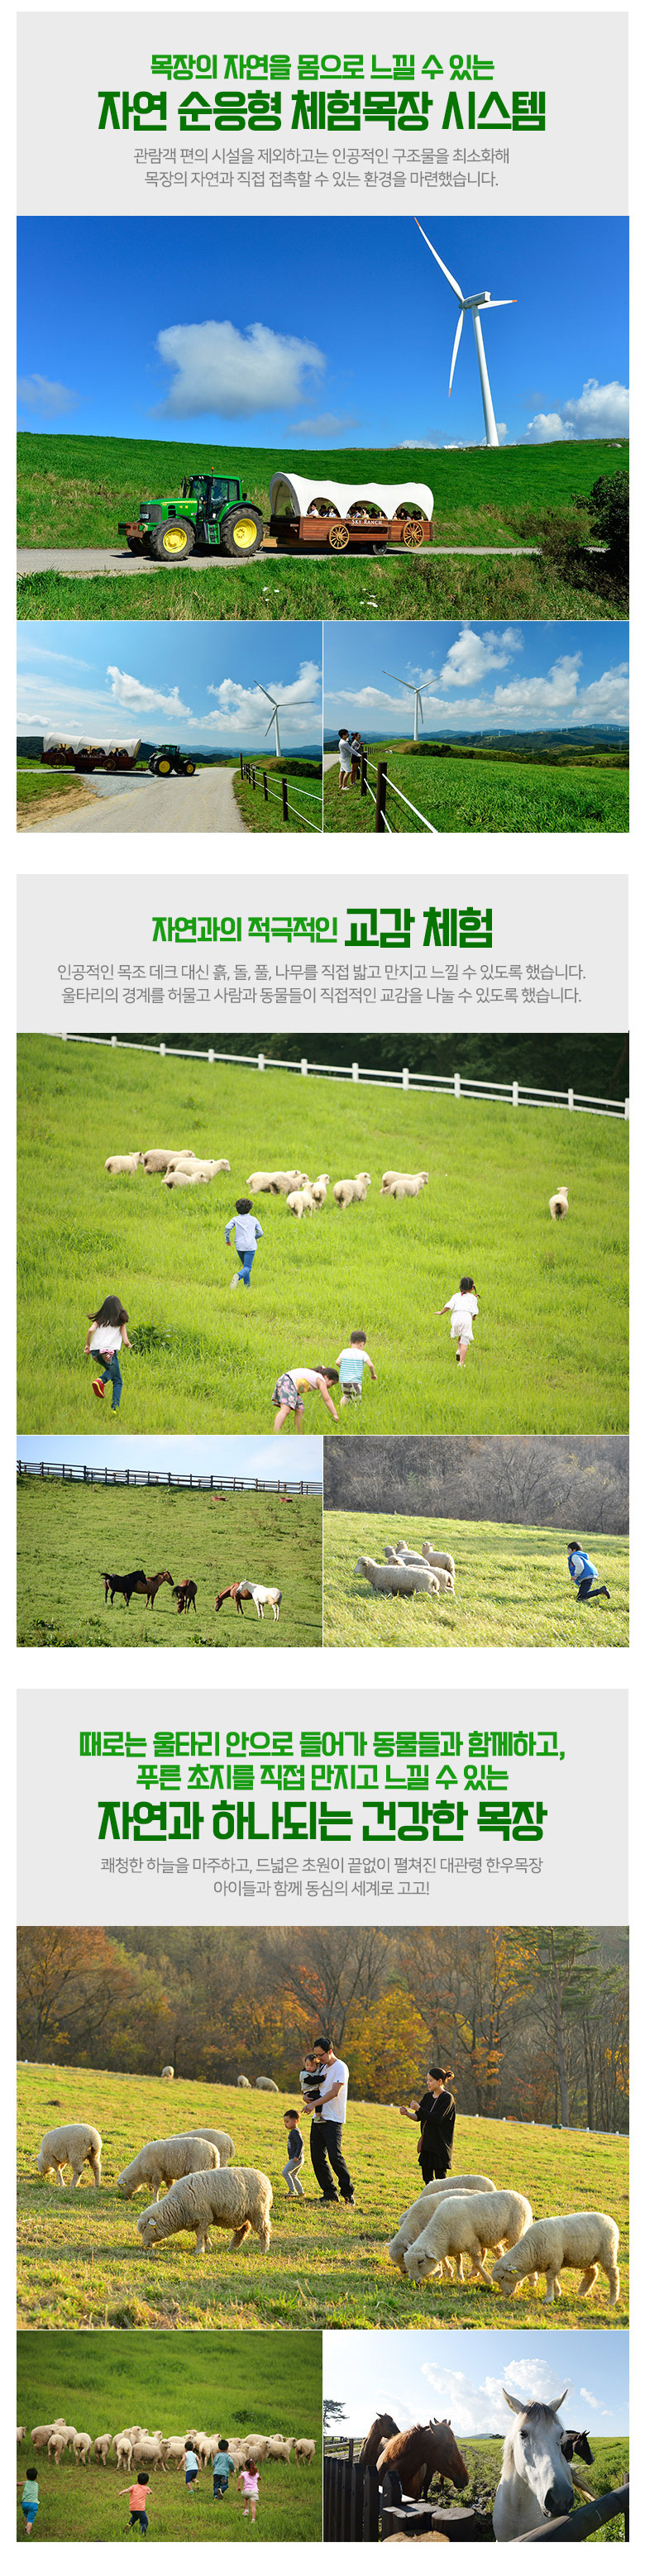 목장의 자연을 몸으로 느낄 수 있는
자연 순응형 체험목장 시스템
관람객 편의 시설을 제외하고는 인공적인 구조물을 최소화해
목장의 자연과 직접 접촉할 수 있는 환경을 마련했습니다.
SKY RANCH
자연과의 적극적인 교감 체험
인공적인 목조 데크 대신 흙, 돌, 풀, 나무를 직접 밟고 만지고 느낄 수 있도록 했습니다.
울타리의 경계를 허물고 사람과 동물들이 직접적인 교감을 나눌 수 있도록 했습니다.
때로는 울타리 안으로 들어가 동물들과 함께하고,
푸른 초지를 직접 만지고 느낄 수 있는
자연과 하나되는 건강한 목장
쾌청한 하늘을 마주하고, 드넓은 초원이 끝없이 펼쳐진 대관령 한우목장
아이들과 함께 동심의 세계로 고고!